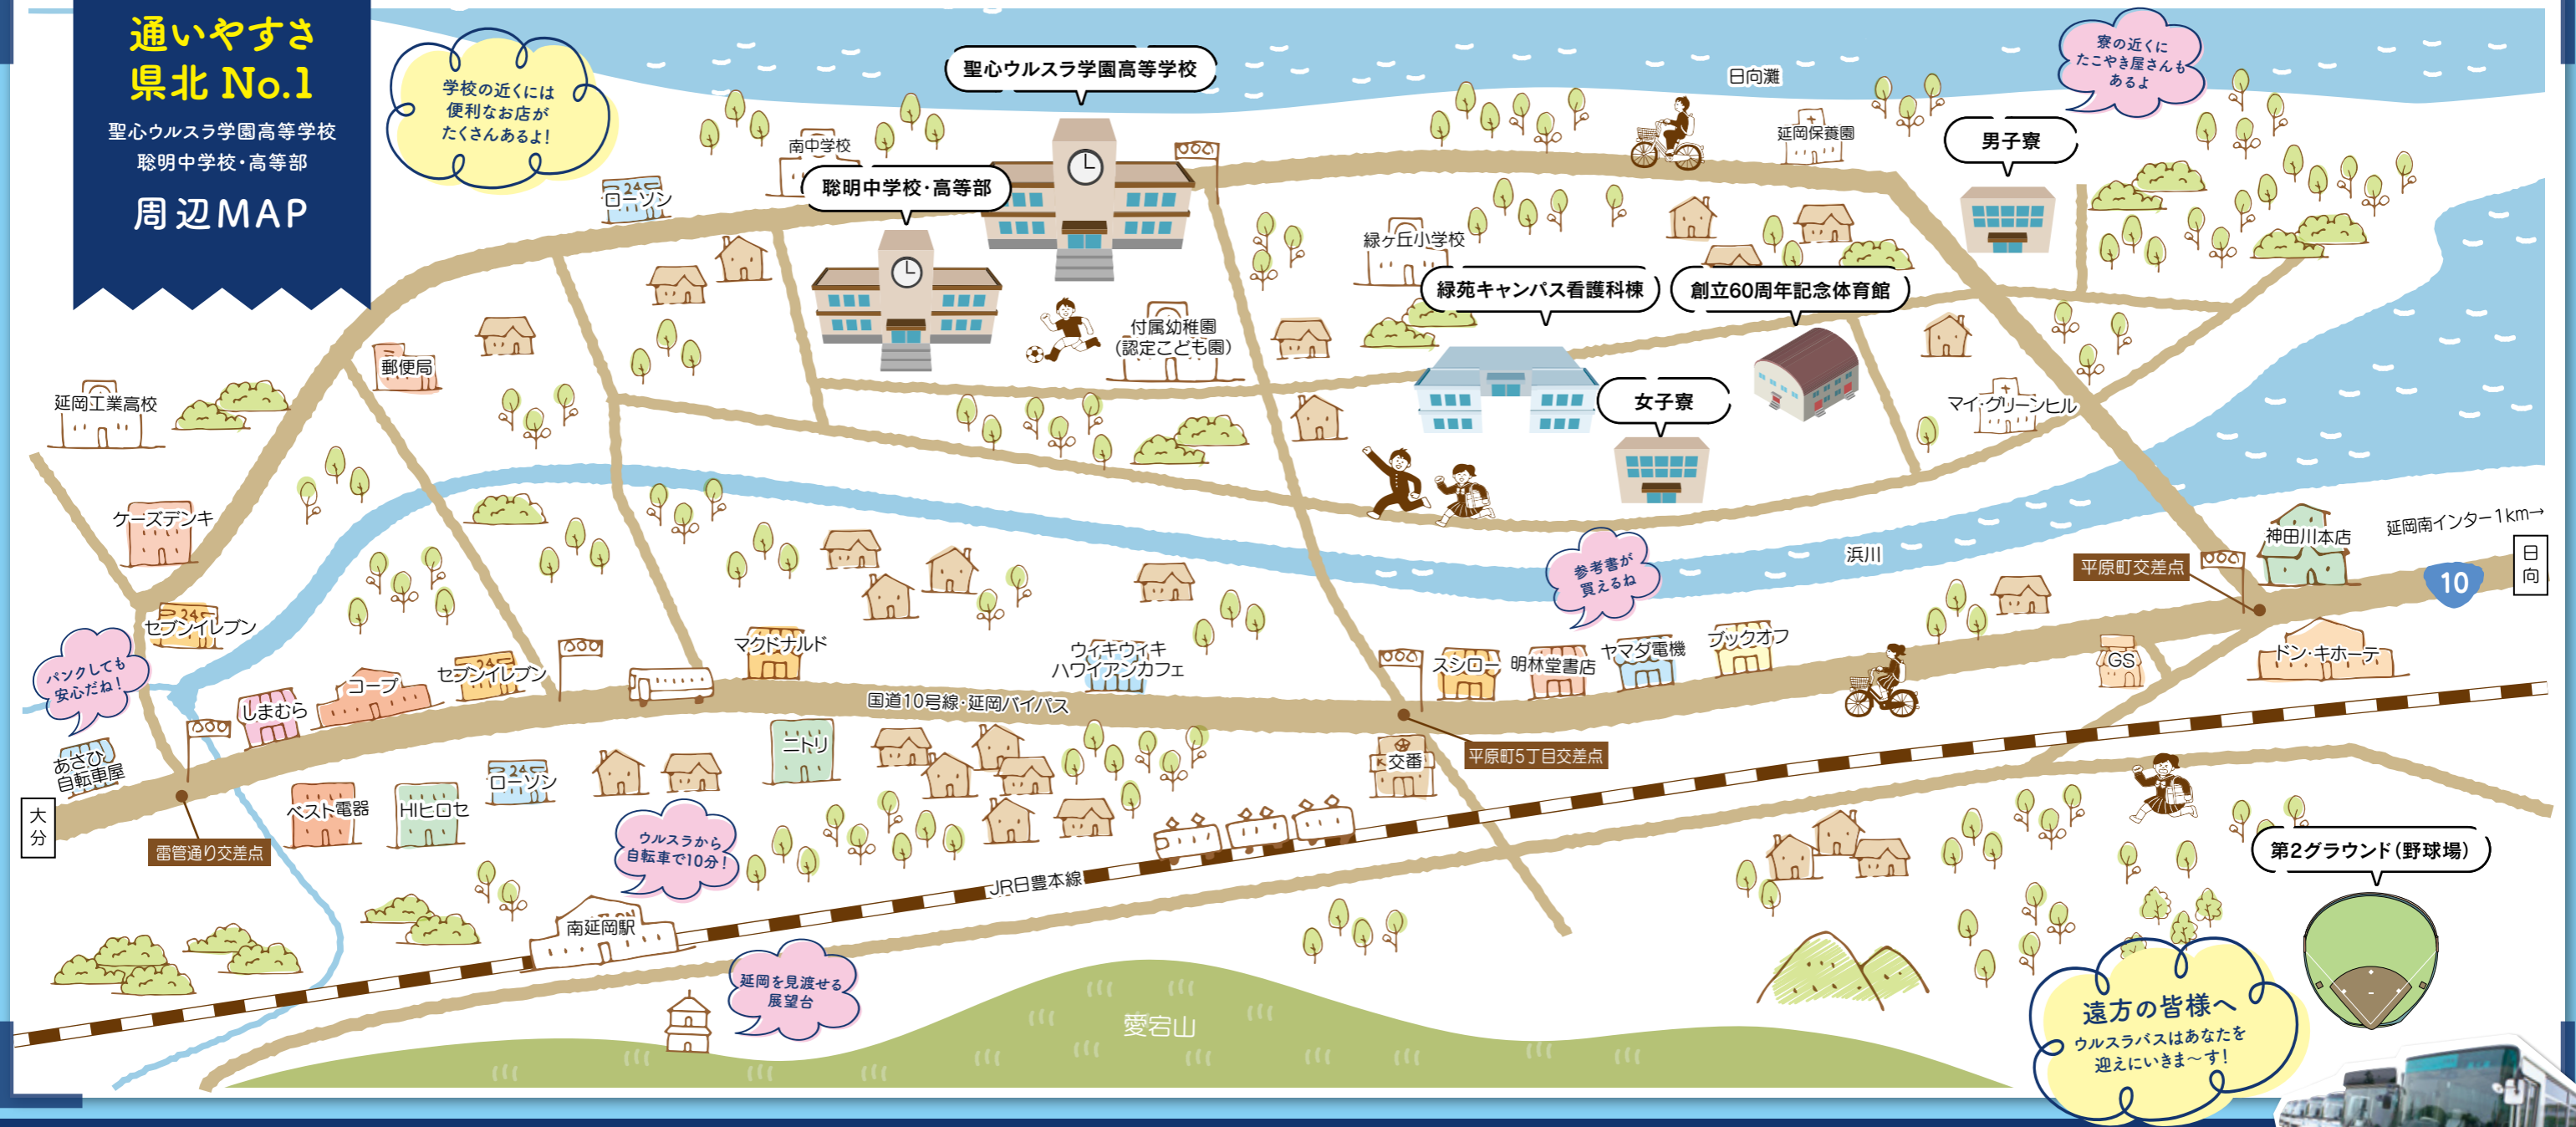 通いやすさ
県北 No.1
聖心ウルスラ学園高等学校
聡明中学校・高等部
周辺MAP
学校の近くには
便利なお店が
たくさんあるよ!
聖心ウルスラ学園高等学校
日向灘
寮の近くに
たこやき屋さんも
あるよ
南中学校
延岡保養園
男子寮
聡明中学校・高等部
ローソン
緑ヶ丘小学校
緑苑キャンパス看護科棟
創立60周年記念体育館
付属幼稚園
(認定こども園)
郵便局
延岡工業高校
女子寮
マイ・グリーンヒル
ケーズデンキ
神田川本店
延岡南インター1km→
日向
10
浜川
平原町交差点
参考書が
買えるね
セブンイレブン
24
パンクしても
安心だね!
マクドナルド
ウイキウィキ
ハワイアンカフェ
スシロー
明林堂書店
ヤマダ電機
ブックオフ
GS
ドン・キホーテ
しまむら
コープ
セブンイレブン
24
国道10号線・延岡バイパス
あさひ
自転車屋
ニトリ
交番
平原町5丁目交差点
大分
雷管通り交差点
ベスト電器
HIヒロセ
ローソン
24
ウルスラから
自転車で10分!
JR日豊本線
南延岡駅
第2グラウンド(野球場)
延岡を見渡せる
展望台
愛宕山
遠方の皆様へ
ウルスラバスはあなたを
迎えにいきま〜す!